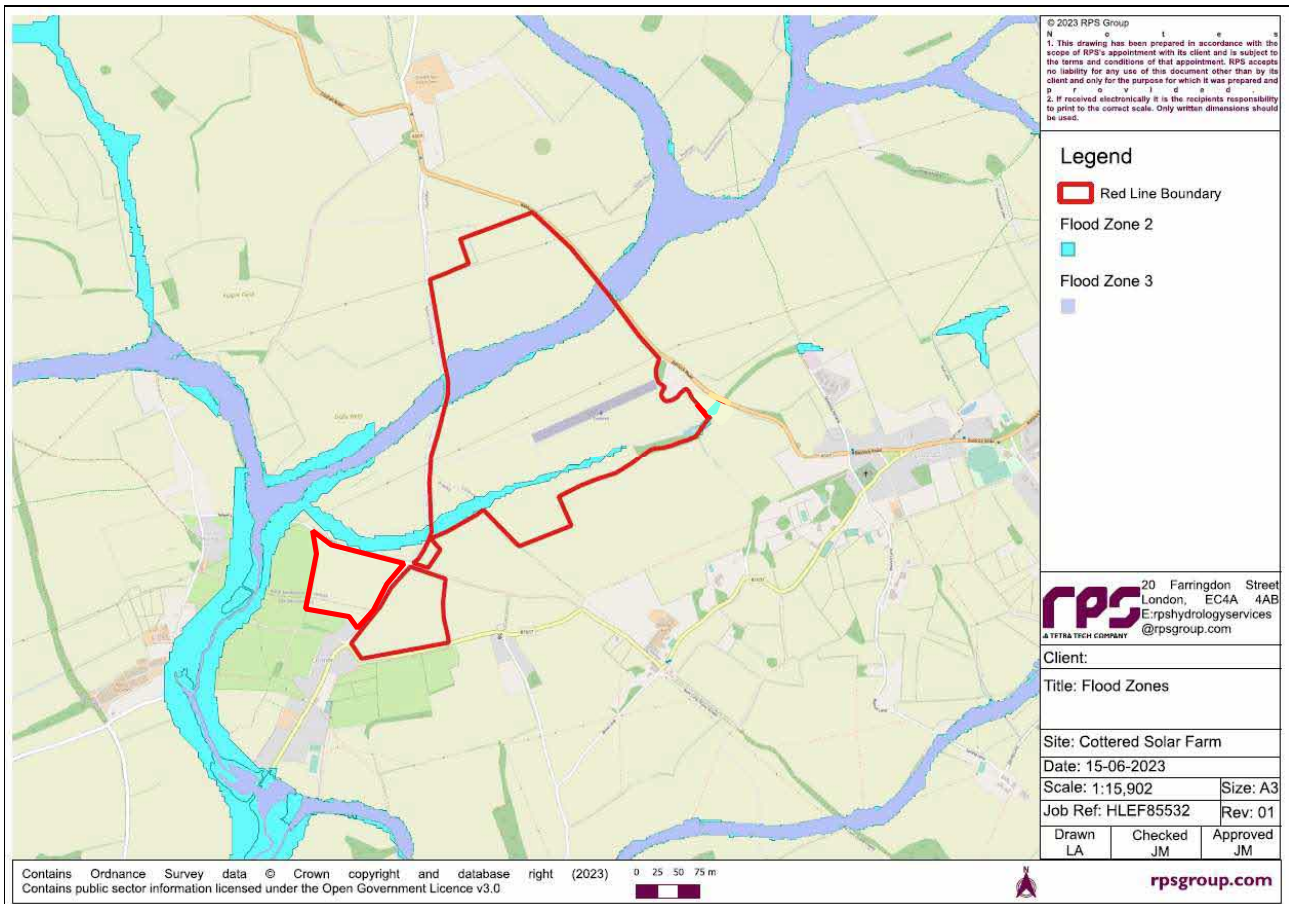 © 2023 RPS Group
N o t e s
1. This drawing has been prepared in accordance with the
scope of RPS's appointment with its client and is subject to
the terms and conditions of that appointment. RPS accepts
no liability for any use of this document other than by its
client and only for the purpose for which it was prepared and
p r o v i d e d .
2. If received electronically it is the recipients responsibility
to print to the correct scale. Only written dimensions should
be used.
Legend
Red Line Boundary
Flood Zone 2
Flood Zone 3
B1037
rps
A TETRA TECH COMPANY
20 Farringdon Street
London, EC4A 4AB
E:rpshydrologyservices
@rpsgroup.com
Client:
Title: Flood Zones
Site: Cottered Solar Farm
Date: 15-06-2023
Scale: 1:15,902
Size: A3
Job Ref: HLEF85532
Rev: 01
Drawn
LA
Checked
JM
Approved
JM
Contains Ordnance Survey data © Crown copyright and database right (2023)
Contains public sector information licensed under the Open Government Licence v3.0
0 25 50 75 m
N
rpsgroup.com